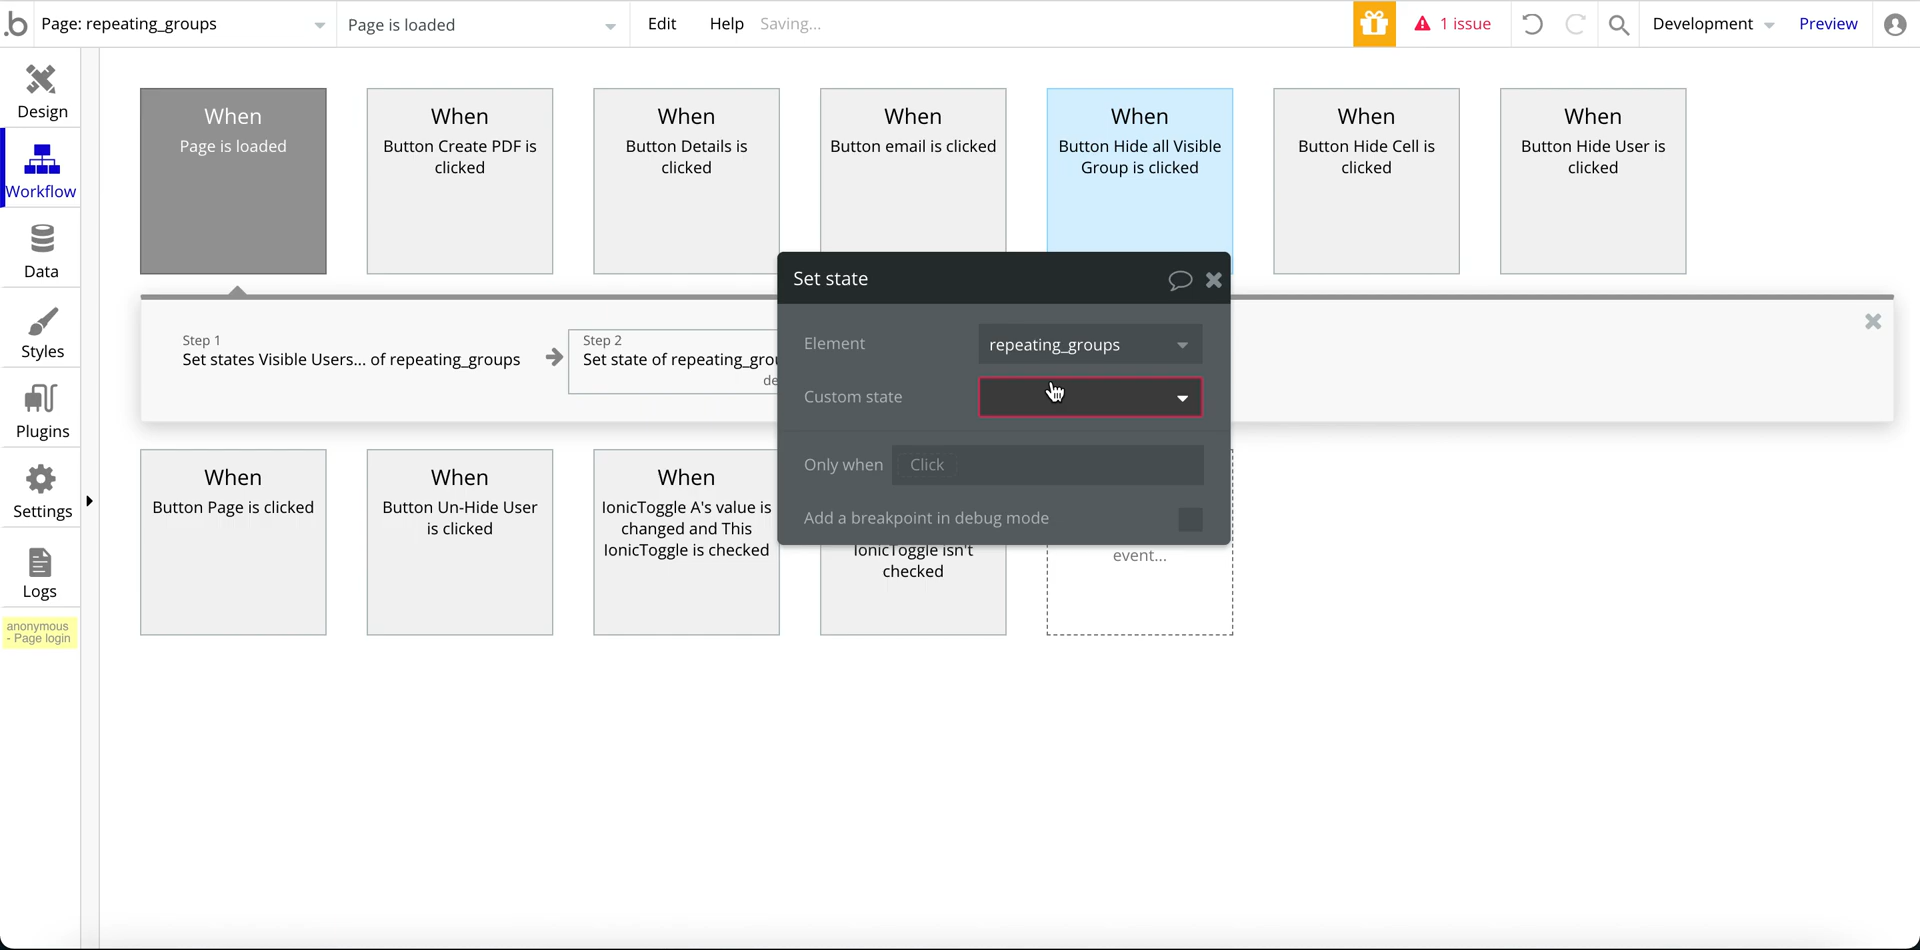 b Page: repeating_groups Page is loaded Edit Help Saving... 1 issue Development Preview
Design
Workflow
Data
Styles
Plugins
Settings
Logs
anonymous
- Page login
When
Page is loaded
When
Button Create PDF is
clicked
When
Button Details is
clicked
When
Button email is clicked
When
Button Hide all Visible
Group is clicked
When
Button Hide Cell is
clicked
When
Button Hide User is
clicked
Step 1
Set states Visible Users... of repeating_groups
Step 2
Set state of repeating_grou
de
Set state
Element repeating_groups
Custom state
Only when Click
Add a breakpoint in debug mode
When
Button Page is clicked
When
Button Un-Hide User
is clicked
When
IonicToggle A's value is
changed and This
IonicToggle is checked
IonicToggle isn't
checked
event...